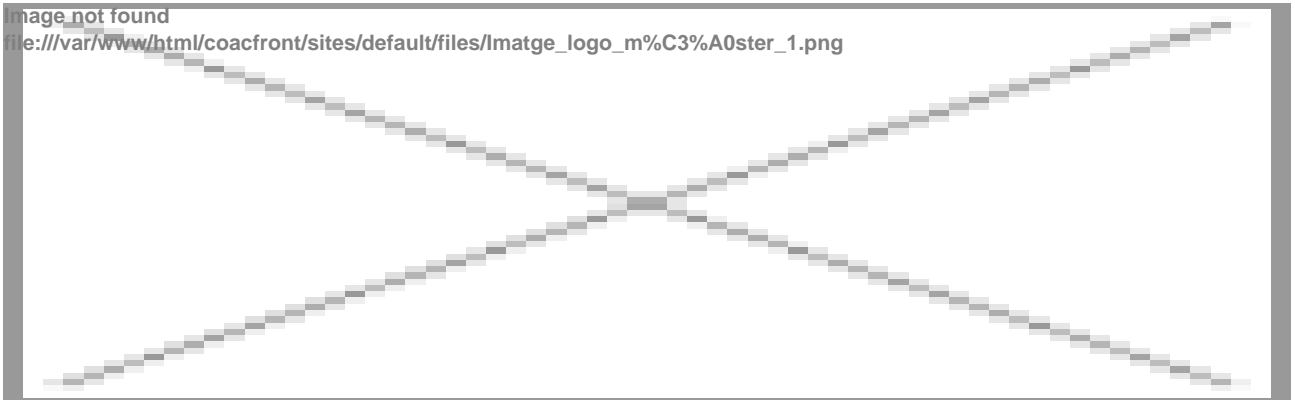 Image not found
file:///var/www/html/coacfront/sites/default/files/Imatge_logo_m%C3%A0ster_1.png